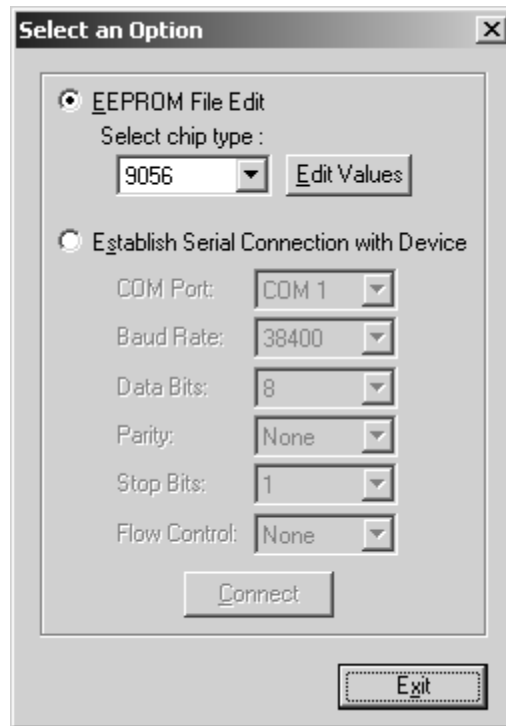 Select an Option
EEPROM File Edit
Select chip type :
9056 Edit Values
Establish Serial Connection with Device
COM Port: COM 1
Baud Rate: 38400
Data Bits: 8
Parity: None
Stop Bits: 1
Flow Control: None
Connect
Exit